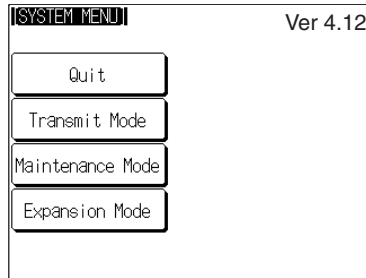 [SYSTEM MENU]
Ver 4.12
Quit
Transmit Mode
Maintenance Mode
Expansion Mode